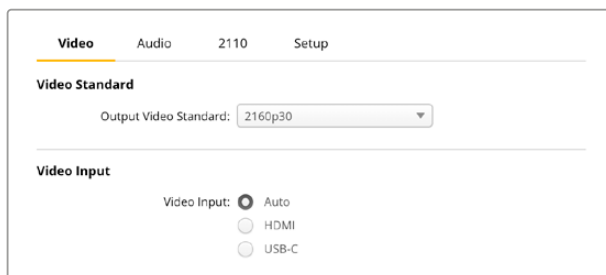 Video Audio 2110 Setup
Video Standard
Output Video Standard: 2160p30
Video Input
Video Input: Auto
HDMI
USB-C